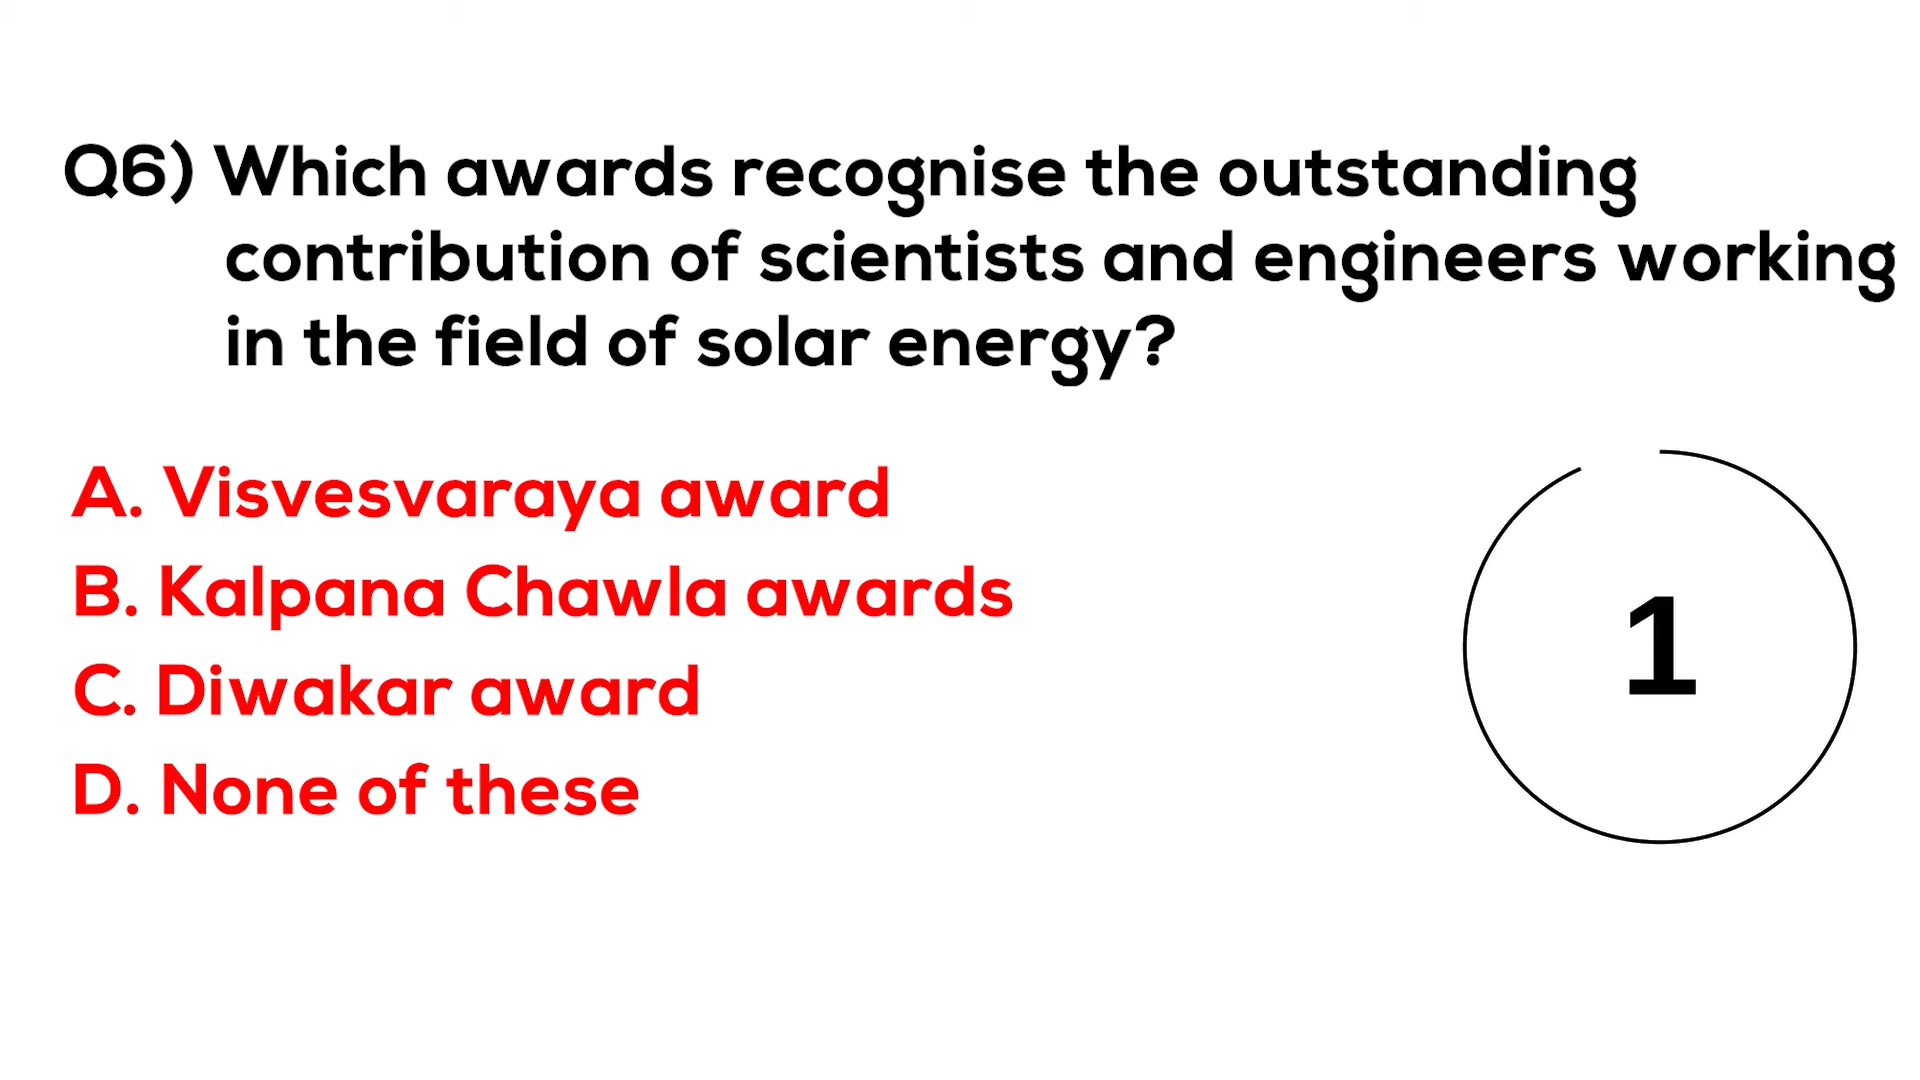 Q6) Which awards recognise the outstanding
contribution of scientists and engineers working
in the field of solar energy?
A. Visvesvaraya award
B. Kalpana Chawla awards
C. Diwakar award
D. None of these
1